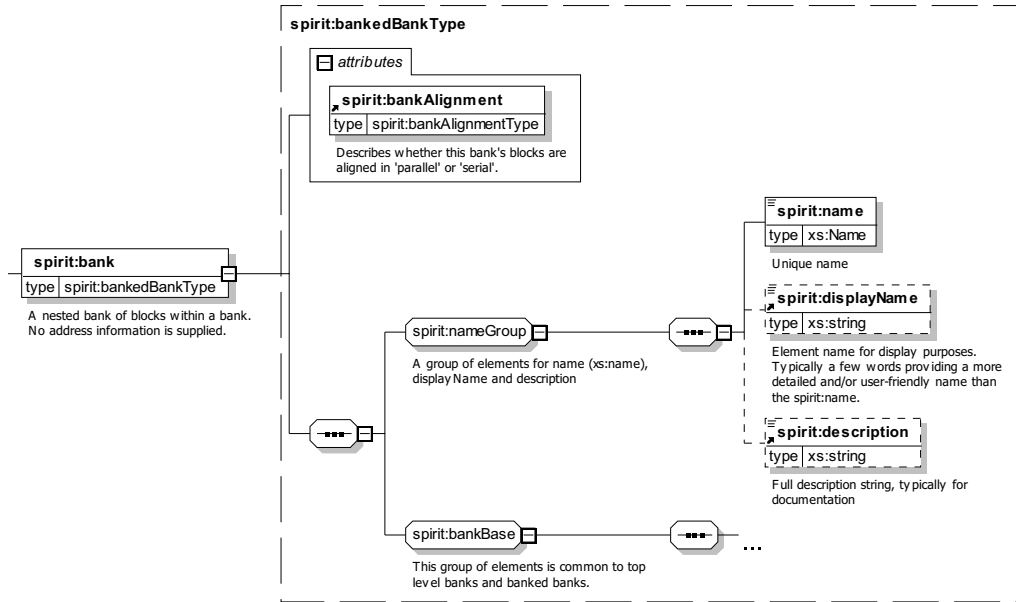 spirit:bankedBankType
attributes
spirit:bankAlignment
type spirit:bankAlignmentType
Describes whether this bank's blocks are
aligned in 'parallel' or 'serial'.
spirit:bank
type spirit:bankedBankType
A nested bank of blocks within a bank.
No address information is supplied.
spirit:nameGroup
A group of elements for name (xs:name),
displayName and description
spirit:name
type xs:Name
Unique name
spirit:displayName
type xs:string
Element name for display purposes.
Typically a few words providing a more
detailed and/or user-friendly name than
the spirit:name.
spirit:description
type xs:string
Full description string, typically for
documentation
spirit:bankBase
This group of elements is common to top
level banks and banked banks.
...